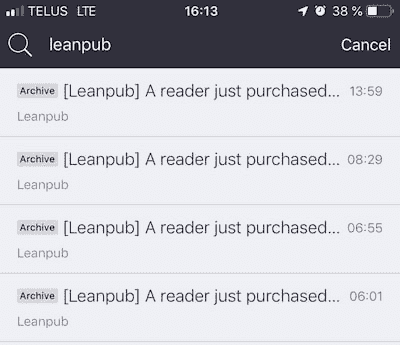 TELUS LTE 16:13 38 %
leanpub Cancel
Archive [Leanpub] A reader just purchased... 13:59
Leanpub
Archive [Leanpub] A reader just purchased... 08:29
Leanpub
Archive [Leanpub] A reader just purchased... 06:55
Leanpub
Archive [Leanpub] A reader just purchased... 06:01
Leanpub